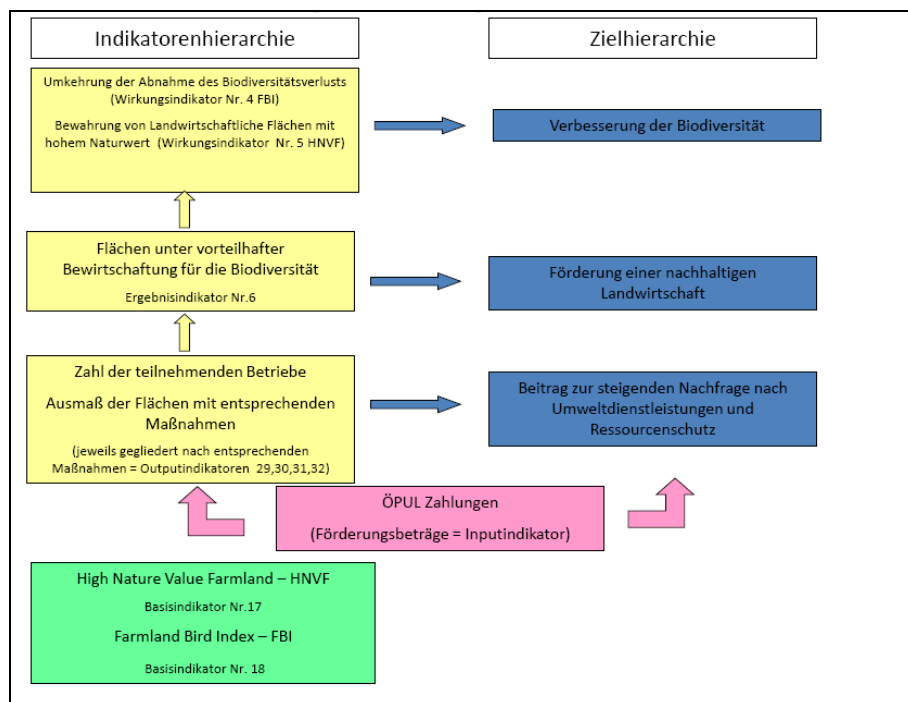 Indikatorenhierarchie
Zielhierarchie
Umkehrung der Abnahme des Biodiversitätsverlusts
(Wirkungsindikator Nr. 4 FBI)
Bewahrung von Landwirtschaftliche Flächen mit
hohem Naturwert (Wirkungsindikator Nr. 5 HNVF)
Verbesserung der Biodiversität
Flächen unter vorteilhafter
Bewirtschaftung für die Biodiversität
Ergebnisindikator Nr.6
Förderung einer nachhaltigen
Landwirtschaft
Zahl der teilnehmenden Betriebe
Ausmaß der Flächen mit entsprechenden
Maßnahmen
(jeweils gegliedert nach entsprechenden
Maßnahmen = Outputindikatoren 29,30,31,32)
Beitrag zur steigenden Nachfrage nach
Umweltdienstleistungen und
Ressourcenschutz
ÖPUL Zahlungen
(Förderungsbeträge = Inputindikator)
High Nature Value Farmland – HNVF
Basisindikator Nr.17
Farmland Bird Index – FBI
Basisindikator Nr. 18